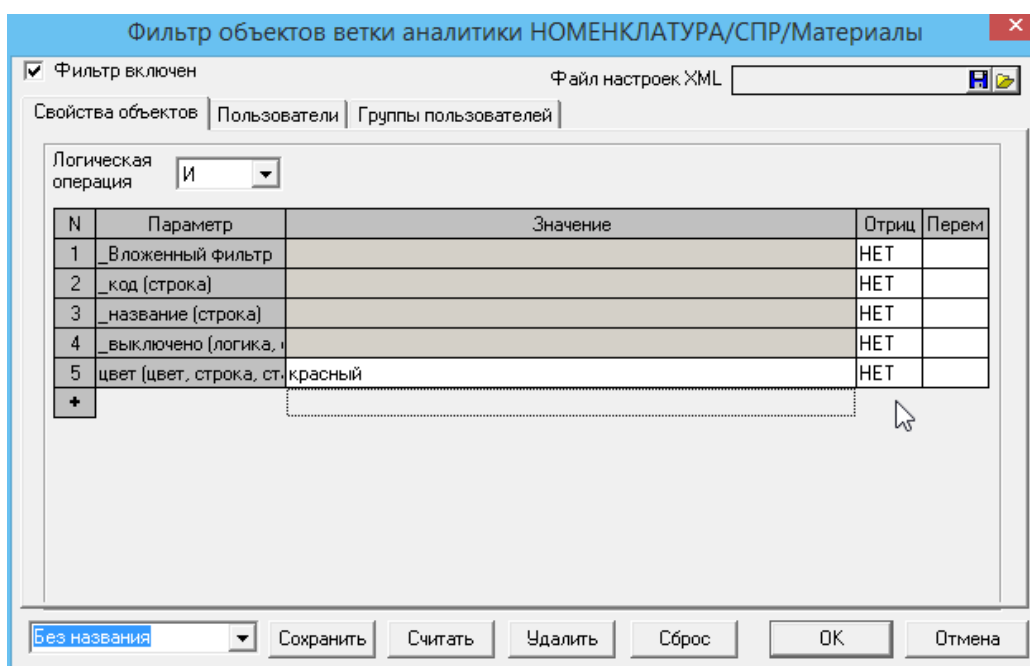 Фильтр объектов ветки аналитики НОМЕНКЛАТУРА/СПР/Материалы
Фильтр включен
Файл настроек XML
Свойства объектов Пользователи Группы пользователей
Логическая
операция
И
N Параметр Значение Отриц Перем
1 _Вложенный фильтр НЕТ
2 _код (строка) НЕТ
3 _название (строка) НЕТ
4 _выключено (логика, НЕТ
5 цвет (цвет, строка, ст. красный НЕТ
+
Без названия Сохранить Считать Удалить Сброс OK Отмена